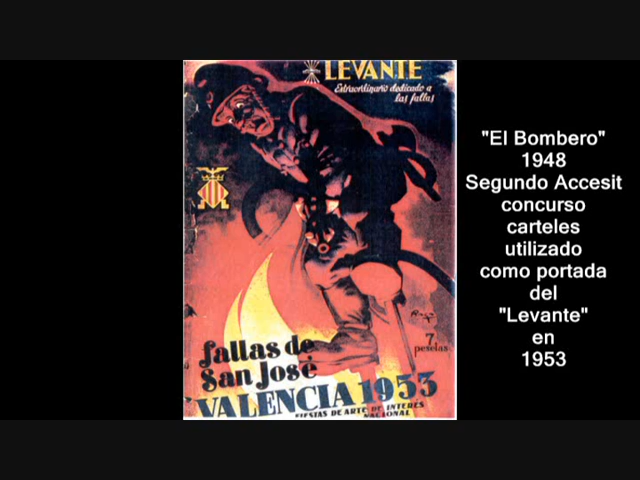 LEVANTE
Extraordinario dedicado a
las fallas
7
pesetas
fallas de
San José
VALENCIA 1953
FIESTAS DE ARTE DE INTERÉS
NACIONAL
"El Bombero"
1948
Segundo Accesit
concurso
carteles
utilizado
como portada
del
"Levante"
en
1953